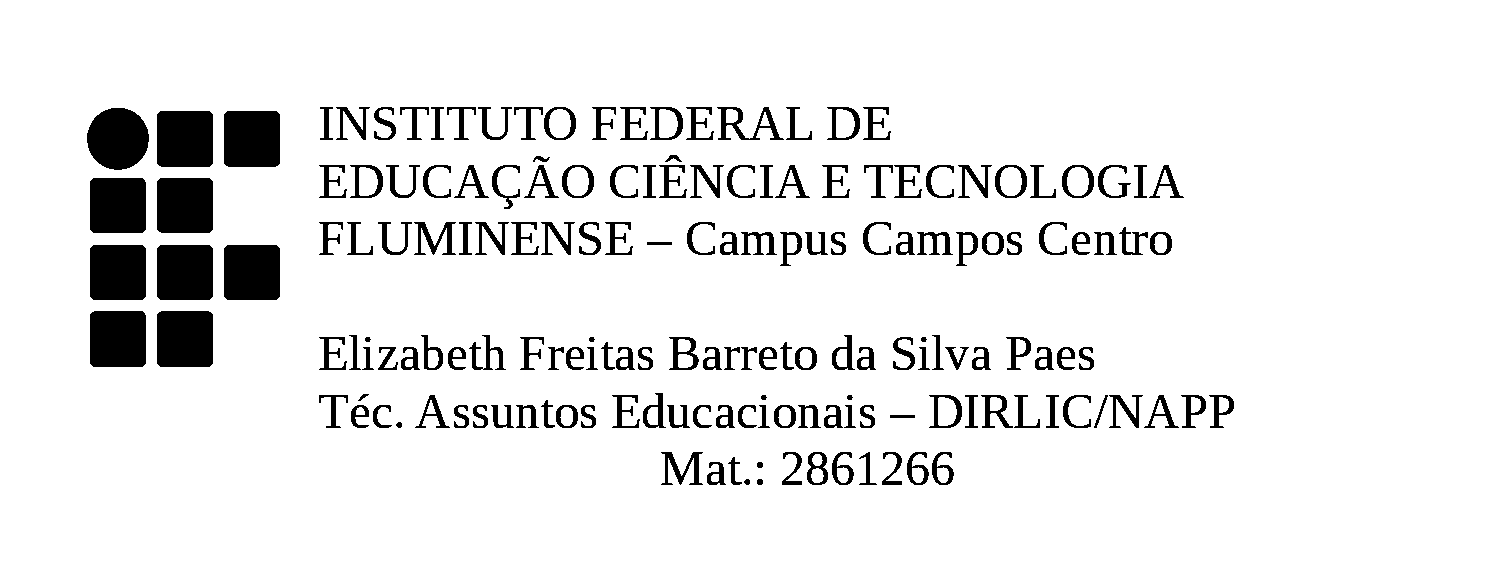 INSTITUTO FEDERAL DE
EDUCAÇÃO CIÊNCIA E TECNOLOGIA
FLUMINENSE – Campus Campos Centro
Elizabeth Freitas Barreto da Silva Paes
Téc. Assuntos Educacionais – DIRLIC/NAPP
Mat.: 2861266